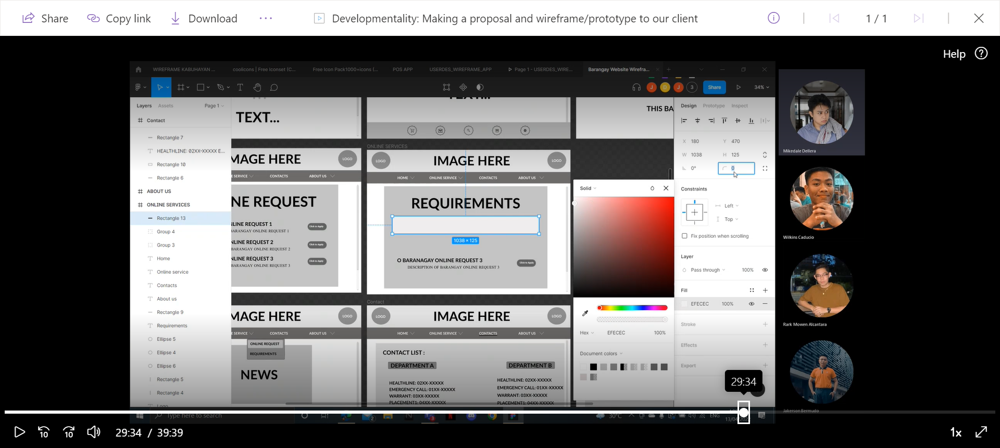 Share
Copy link
Download
Developmentality: Making a proposal and wireframe/prototype to our client
1 / 1
Help
WIREFRAME KABUHAYAN ...
coolicons | Free Iconset (C...
Free Icon Pack1000+icons (...
POS APP
USERDES_WIREFRAME_APP
Page 1 - USERDES_WIRE...
Barangay Website Wirefra...
J
D
J
3
Share
34%
Layers
Assets
Page 1
Contact
Rectangle 7
HEALTHLINE: 02XX-XXXXX E...
Rectangle 10
Rectangle 6
ABOUT US
ONLINE SERVICES
Rectangle 13
Group 4
Group 3
Home
Online service
Contacts
About us
Rectangle 9
Requirements
Ellipse 5
Ellipse 4
Ellipse 6
Rectangle 5
Rectangle 4
TEXT...
THIS BA
MAGE HERE
LOGO
E SERVICE
CONTACTS
ABOUT US
NE REQUEST
NLINE REQUEST 1
BARANGAY ONLINE REQUEST 1
Click to Apply
NLINE REQUEST 2
BARANGAY ONLINE REQUEST 2
Click to Apply
NLINE REQUEST 3
BARANGAY ONLINE REQUEST 3
Click to Apply
ONLINE SERVICES
LOGO
IMAGE HERE
LOGO
HOME
ONLINE SERVICE
CONTACTS
ABOUT US
REQUIREMENTS
1038 × 125
O BARANAGAY ONLINE REQUEST 3
DESCRIPTION OF BARANGAY ONLINE REQUEST 3
Click to Apply
MAGE HERE
LOGO
E SERVICE
CONTACTS
ABOUT US
ONLINE REQUEST
REQUIREMENTS
NEWS
Contact
LOGO
IMAGE HERE
LOGO
HOME
ONLINE SERVICE
CONTACTS
ABOUT US
CONTACT LIST :
DEPARTMENT A
DEPARTMENT B
HEALTHLINE: 02XX-XXXXX
EMERGENCY CALL: 01XX-XXXXX
WARRANT: 03XX-XXXXX
PLACEMENT1: 04XX-XXXXX
HEALTHLINE: 02XX-XXXXX
EMERGENCY CALL: 01XX-XXXXX
WARRANT: 03XX-XXXXX
PLACEMENT1: 04XX-XXXXX
Solid
Hex
EFECEC
100%
Document colors
Design
Prototype
Inspect
X 180
Y 470
W 1038
H 125
0°
0
Constraints
Left
Top
Fix position when scrolling
Layer
Pass through
100%
Fill
EFECEC
100%
Stroke
Effects
Export
Mikedale Dellera
Wilkins Caducio
Rark Mowen Alcantara
Jakerson Bermudo
29:34
Type here to search
30°C
ENG
10
10
29:34 / 39:39
1x